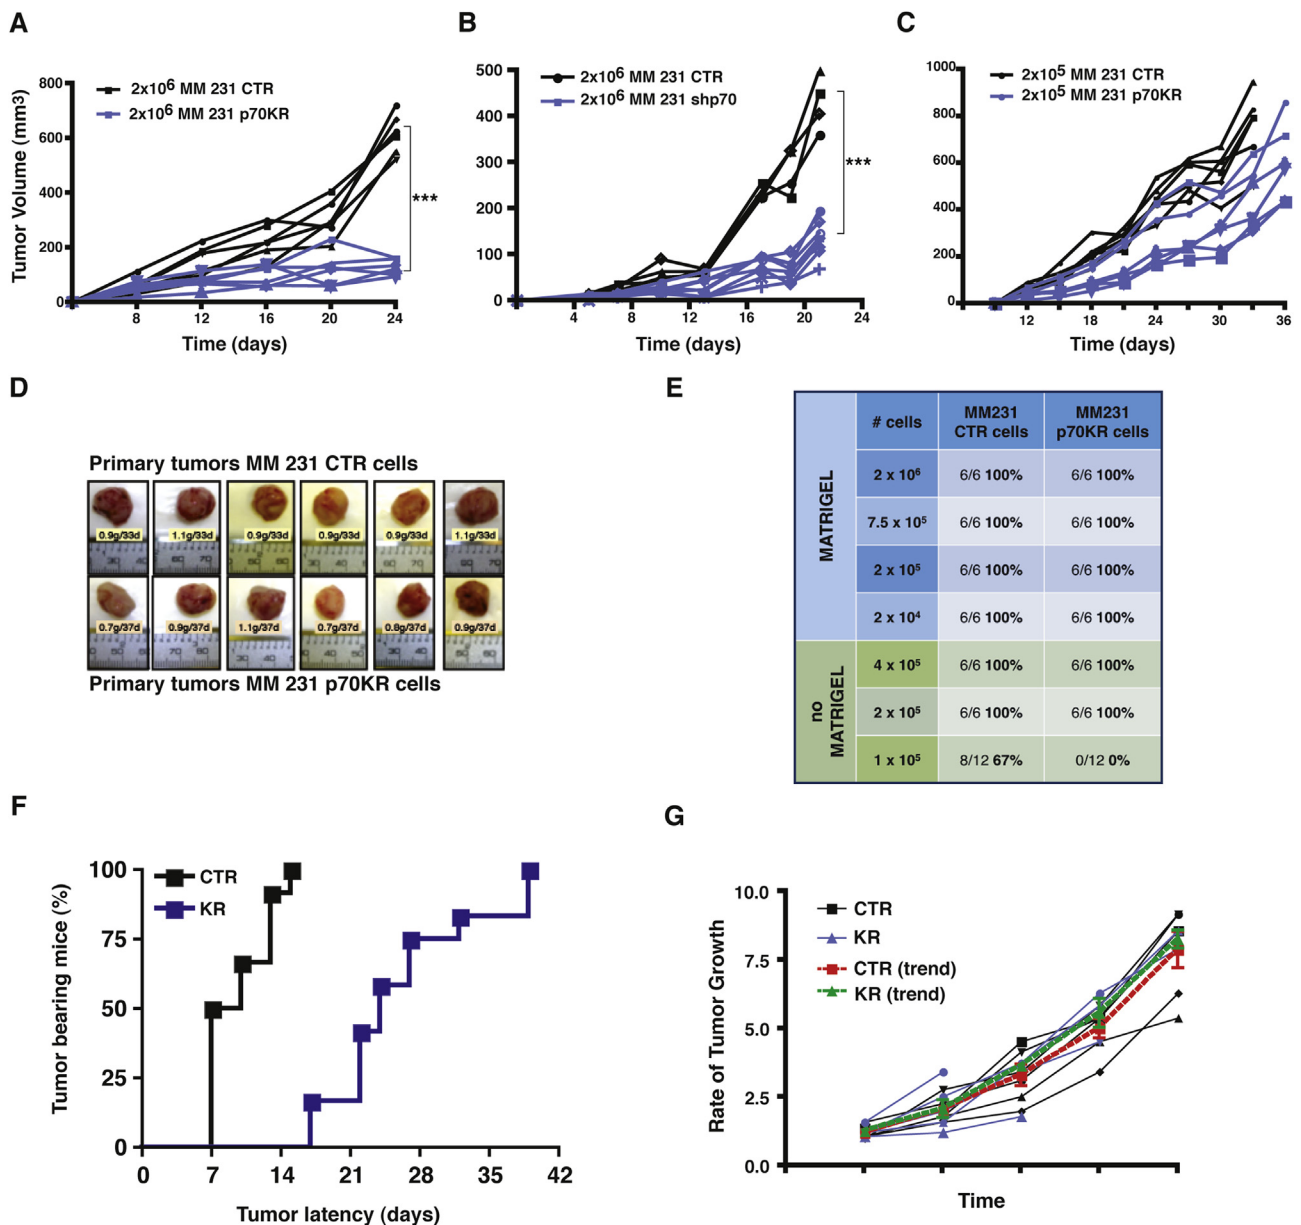 A
B
C
800
600
400
200
0
8
12
16
20
24
Tumor Volume (mm3)
Time (days)
2x10⁶ MM 231 CTR
2x10⁶ MM 231 p70KR
***
500
400
300
200
100
0
4
8
12
16
20
24
Time (days)
2x10⁶ MM 231 CTR
2x10⁶ MM 231 shp70
***
1000
800
600
400
200
0
12
18
24
30
36
Time (days)
2x10⁵ MM 231 CTR
2x10⁵ MM 231 p70KR
D
Primary tumors MM 231 CTR cells
0.9g/33d
1.1g/33d
0.9g/33d
0.9g/33d
0.9g/33d
1.1g/33d
0.7g/37d
0.9g/37d
1.1g/37d
0.7g/37d
0.8g/37d
0.9g/37d
Primary tumors MM 231 p70KR cells
E
# cells
MM231
CTR cells
MM231
p70KR cells
MATRIGEL
2 x 10⁶
6/6 100%
6/6 100%
7.5 x 10⁵
6/6 100%
6/6 100%
2 x 10⁵
6/6 100%
6/6 100%
2 x 10⁴
6/6 100%
6/6 100%
no
MATRIGEL
4 x 10⁵
6/6 100%
6/6 100%
2 x 10⁵
6/6 100%
6/6 100%
1 x 10⁵
8/12 67%
0/12 0%
F
100
75
50
25
0
0
7
14
21
28
35
42
Tumor bearing mice (%)
Tumor latency (days)
CTR
KR
G
10.0
7.5
5.0
2.5
0.0
Rate of Tumor Growth
Time
CTR
KR
CTR (trend)
KR (trend)